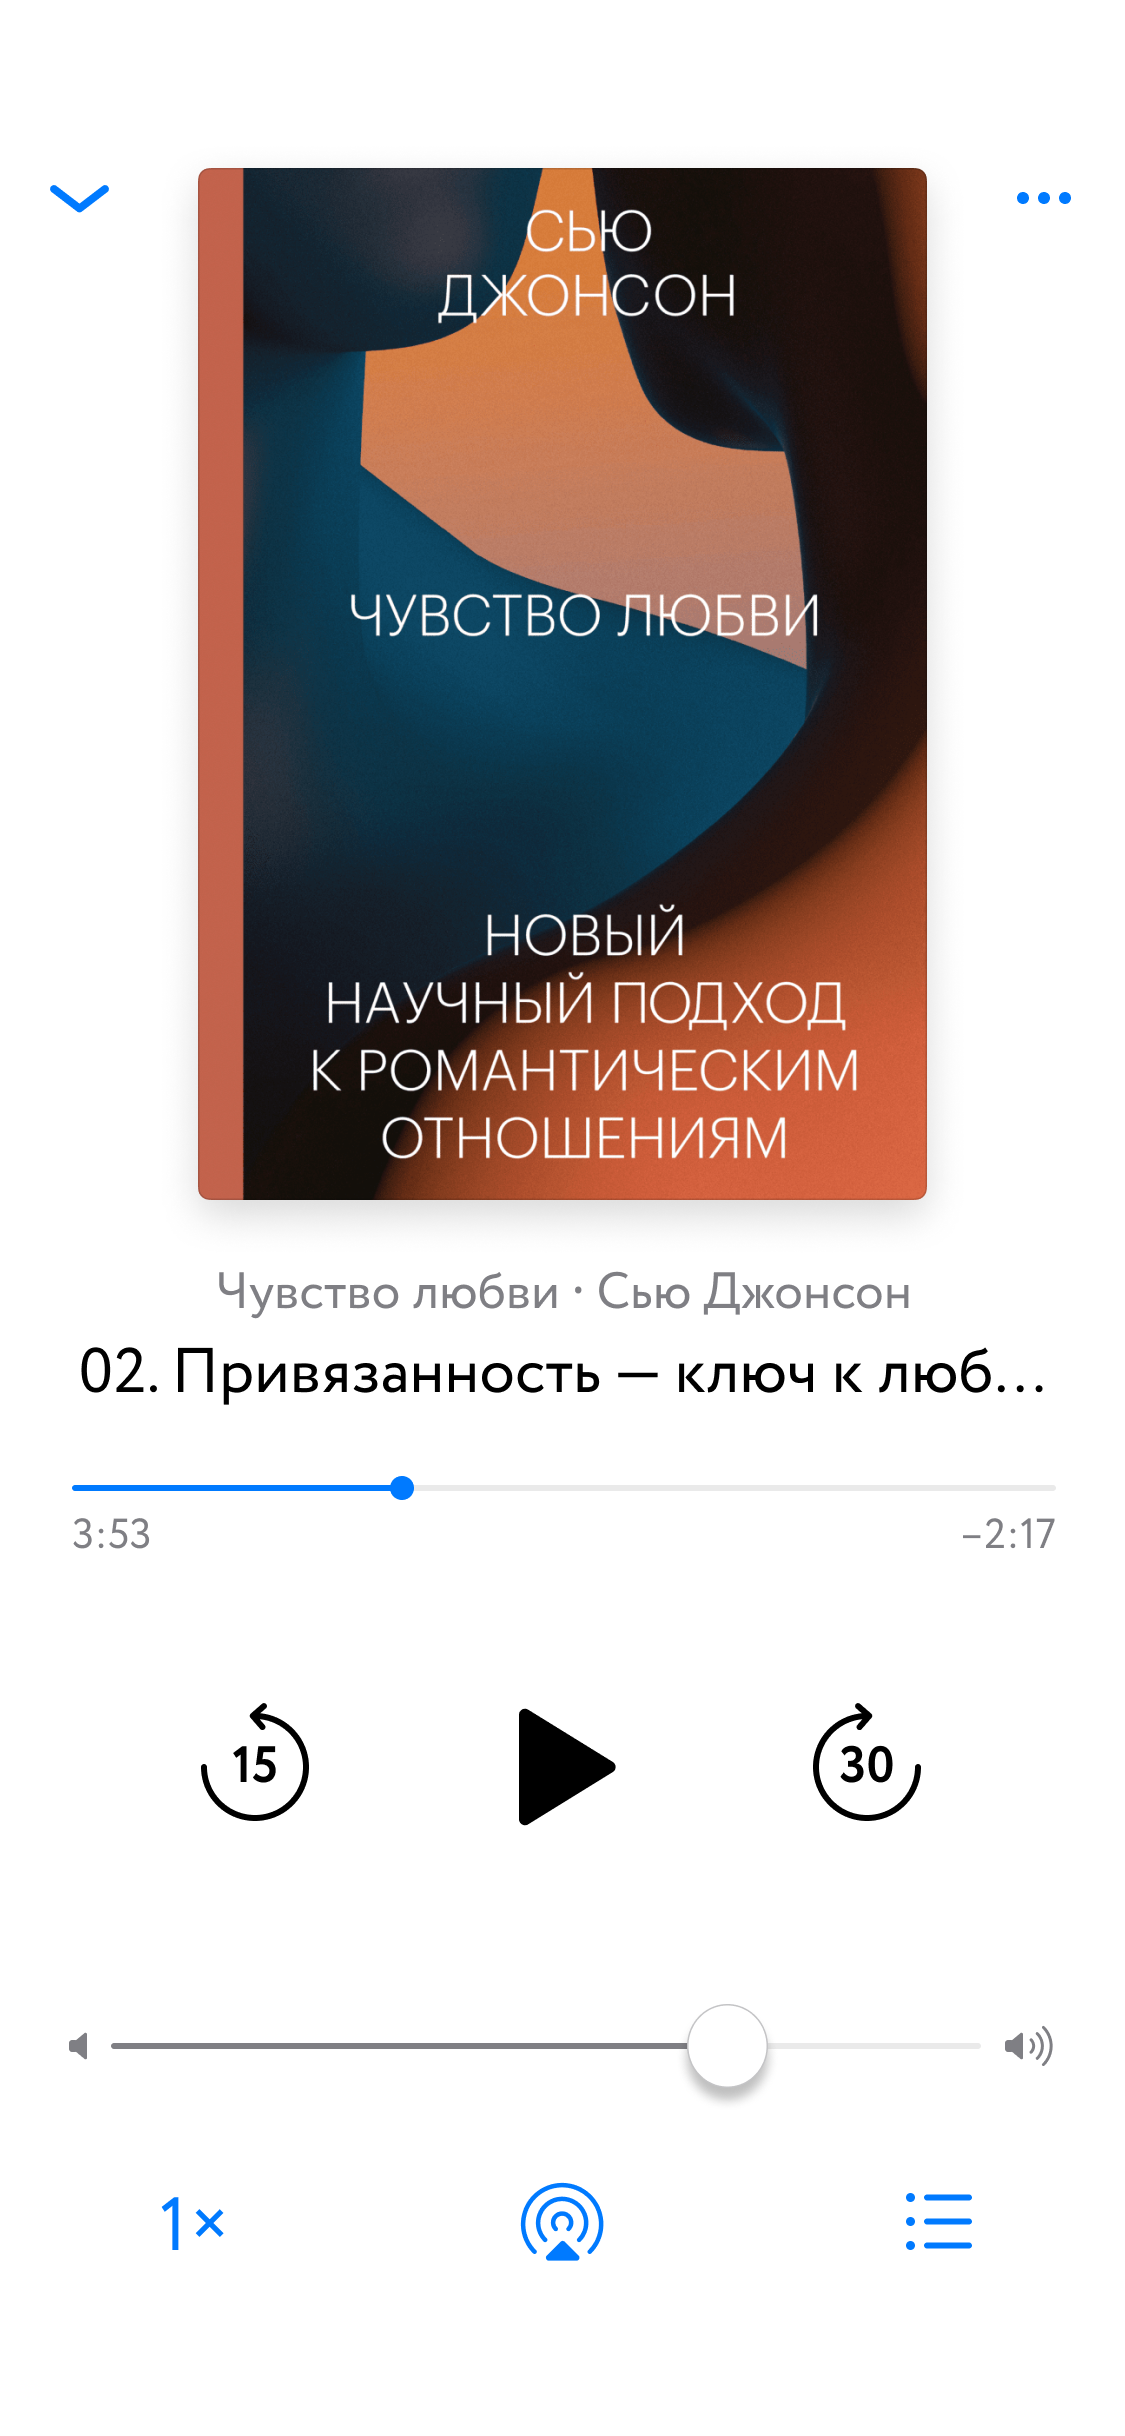 СЬЮ
ДЖОНСОН
ЧУВСТВО ЛЮБВИ
НОВЫЙ
НАУЧНЫЙ ПОДХОД
К РОМАНТИЧЕСКИМ
ОТНОШЕНИЯМ
Чувство любви · Сью Джонсон
02. Привязанность — ключ к люб...
3:53 –2:17
15 30
1×